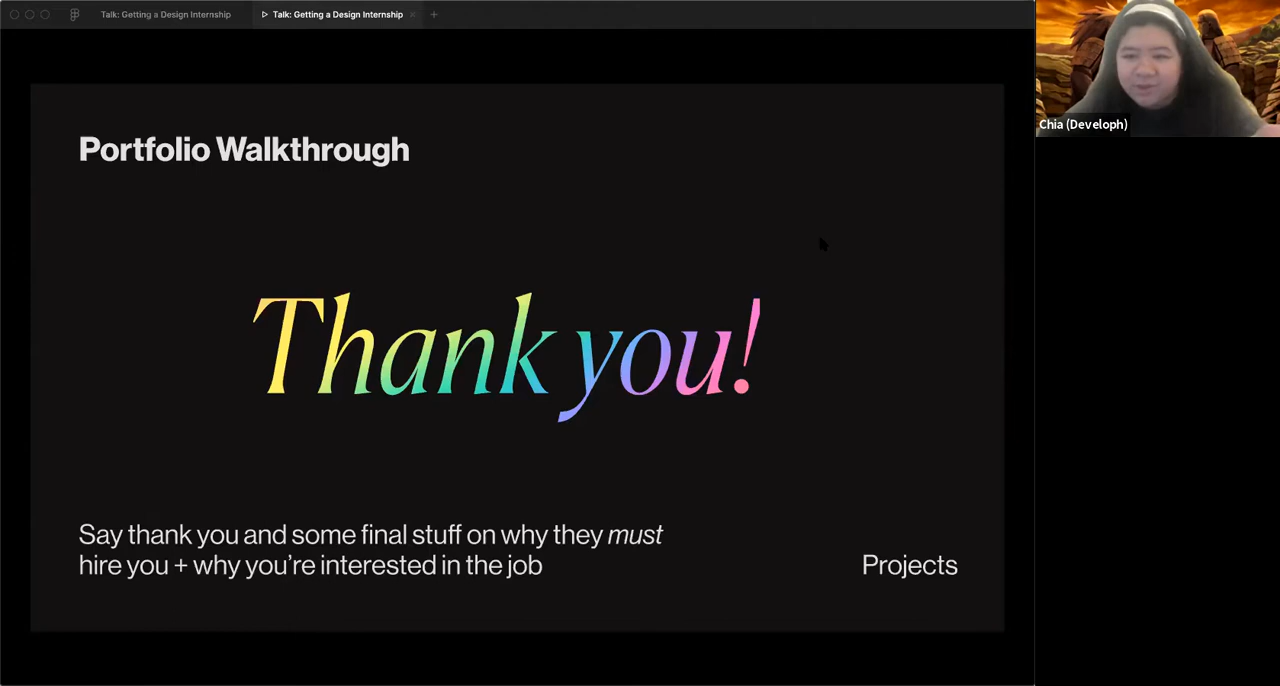 Talk: Getting a Design Internship
Talk: Getting a Design Internship
Chia (Developh)
Portfolio Walkthrough
Thank you!
Say thank you and some final stuff on why they must
hire you + why you’re interested in the job
Projects